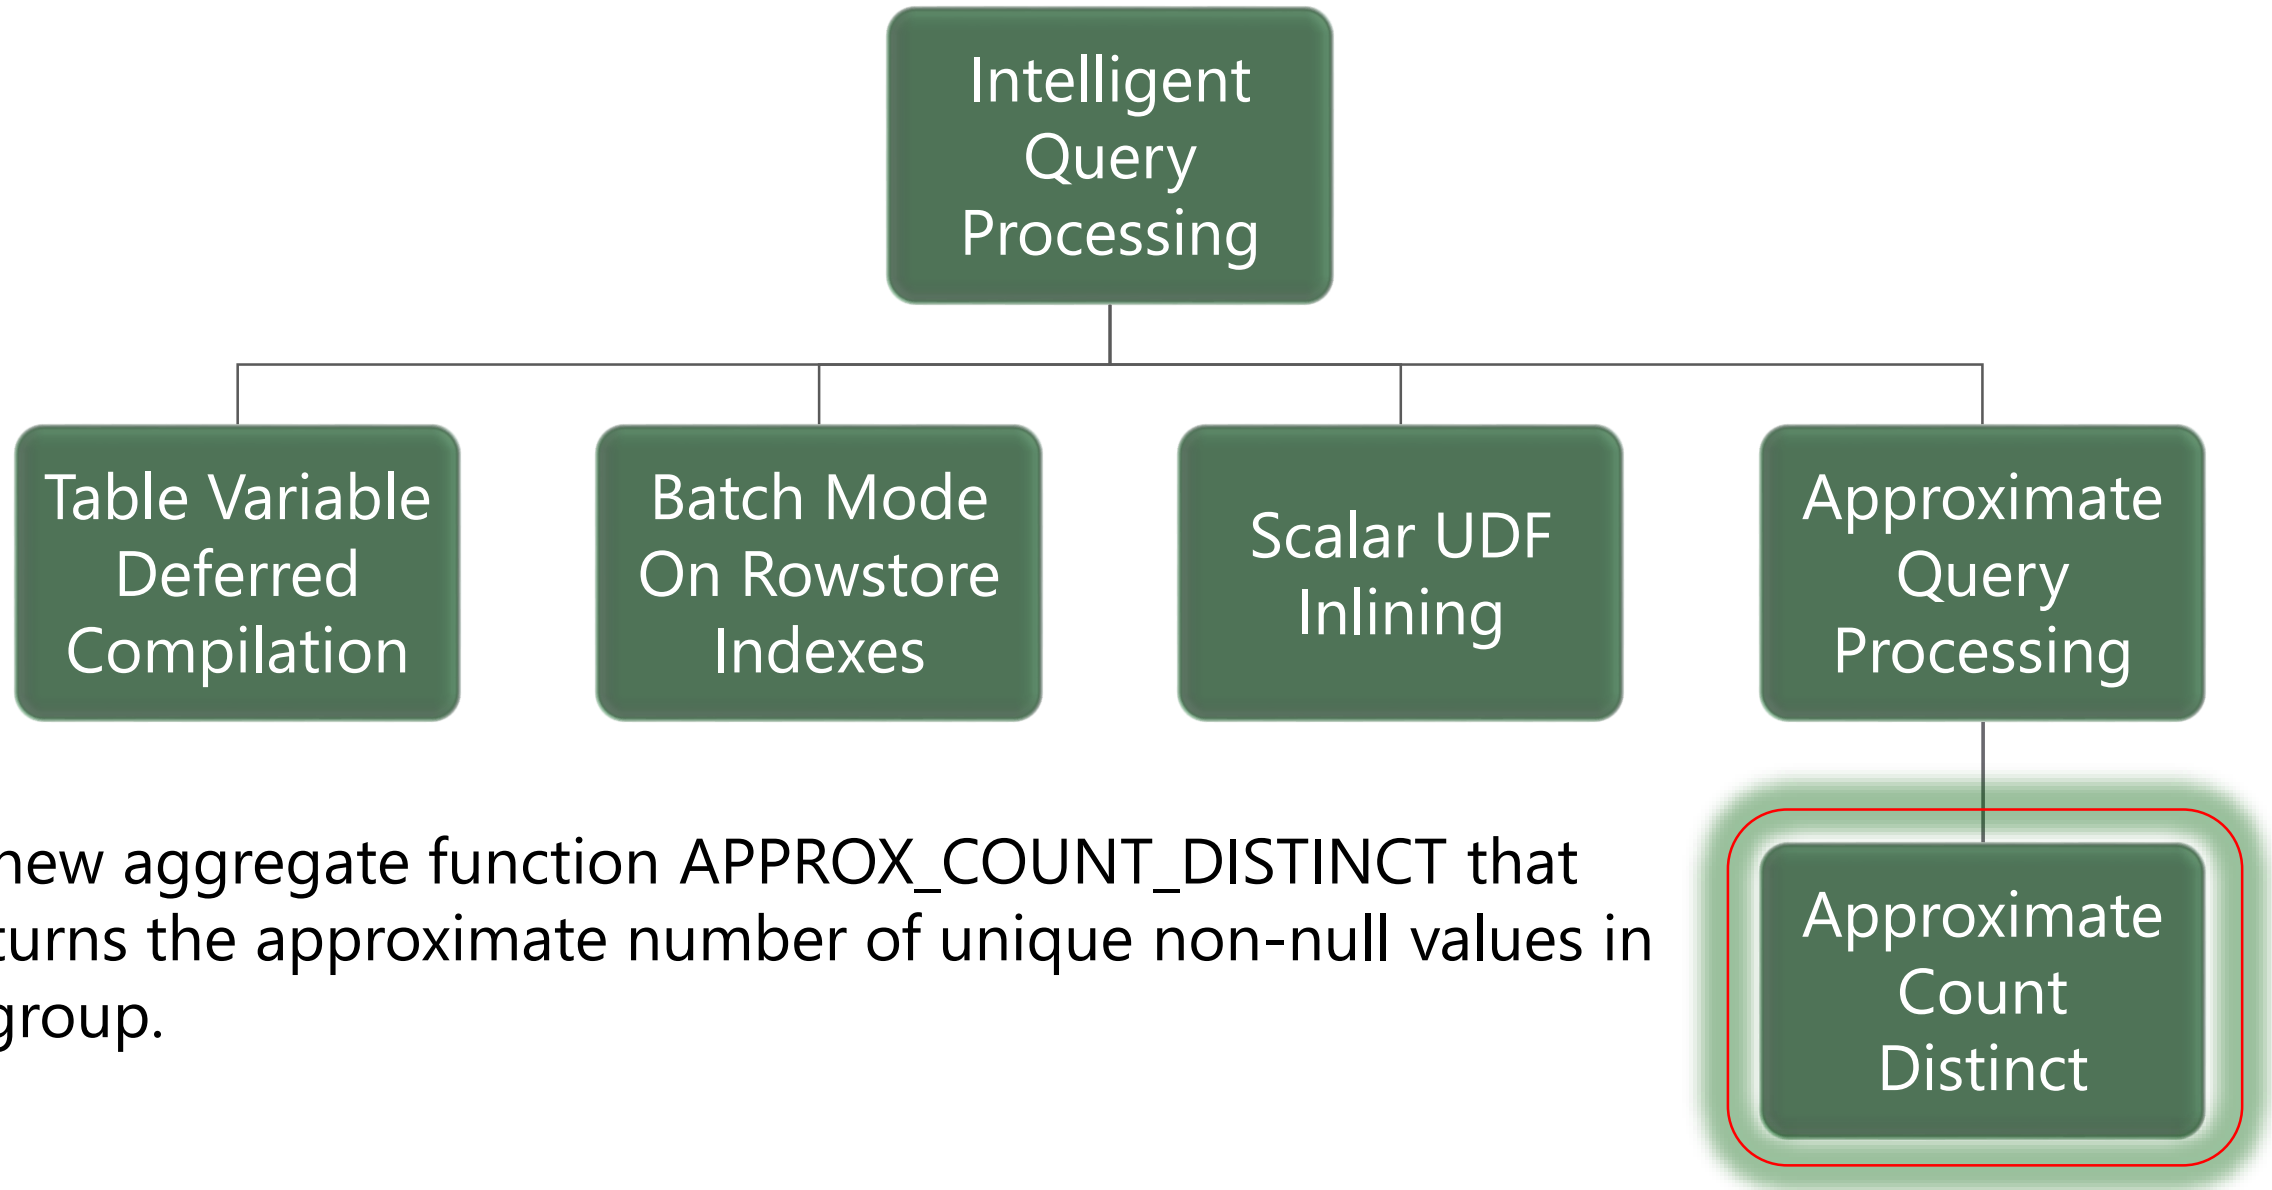 Intelligent
Query
Processing
Table Variable
Deferred
Compilation
Batch Mode
On Rowstore
Indexes
Scalar UDF
Inlining
Approximate
Query
Processing
new aggregate function APPROX_COUNT_DISTINCT that
turns the approximate number of unique non-null values in
group.
Approximate
Count
Distinct